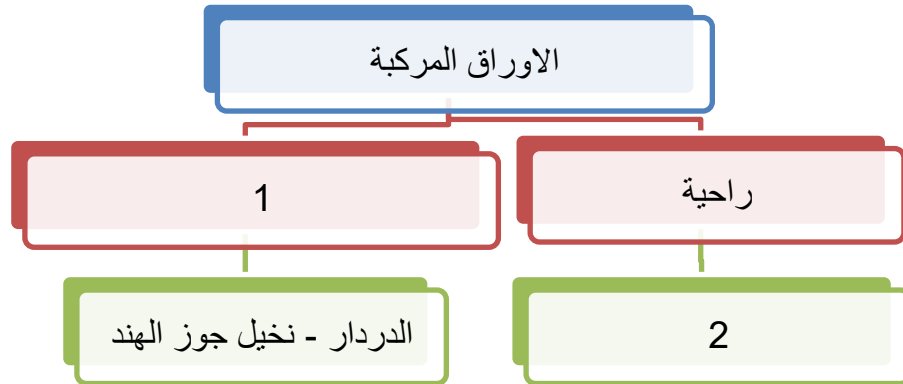 الاوراق المركبة
راحية
1
2
الدردار - نخيل جوز الهند